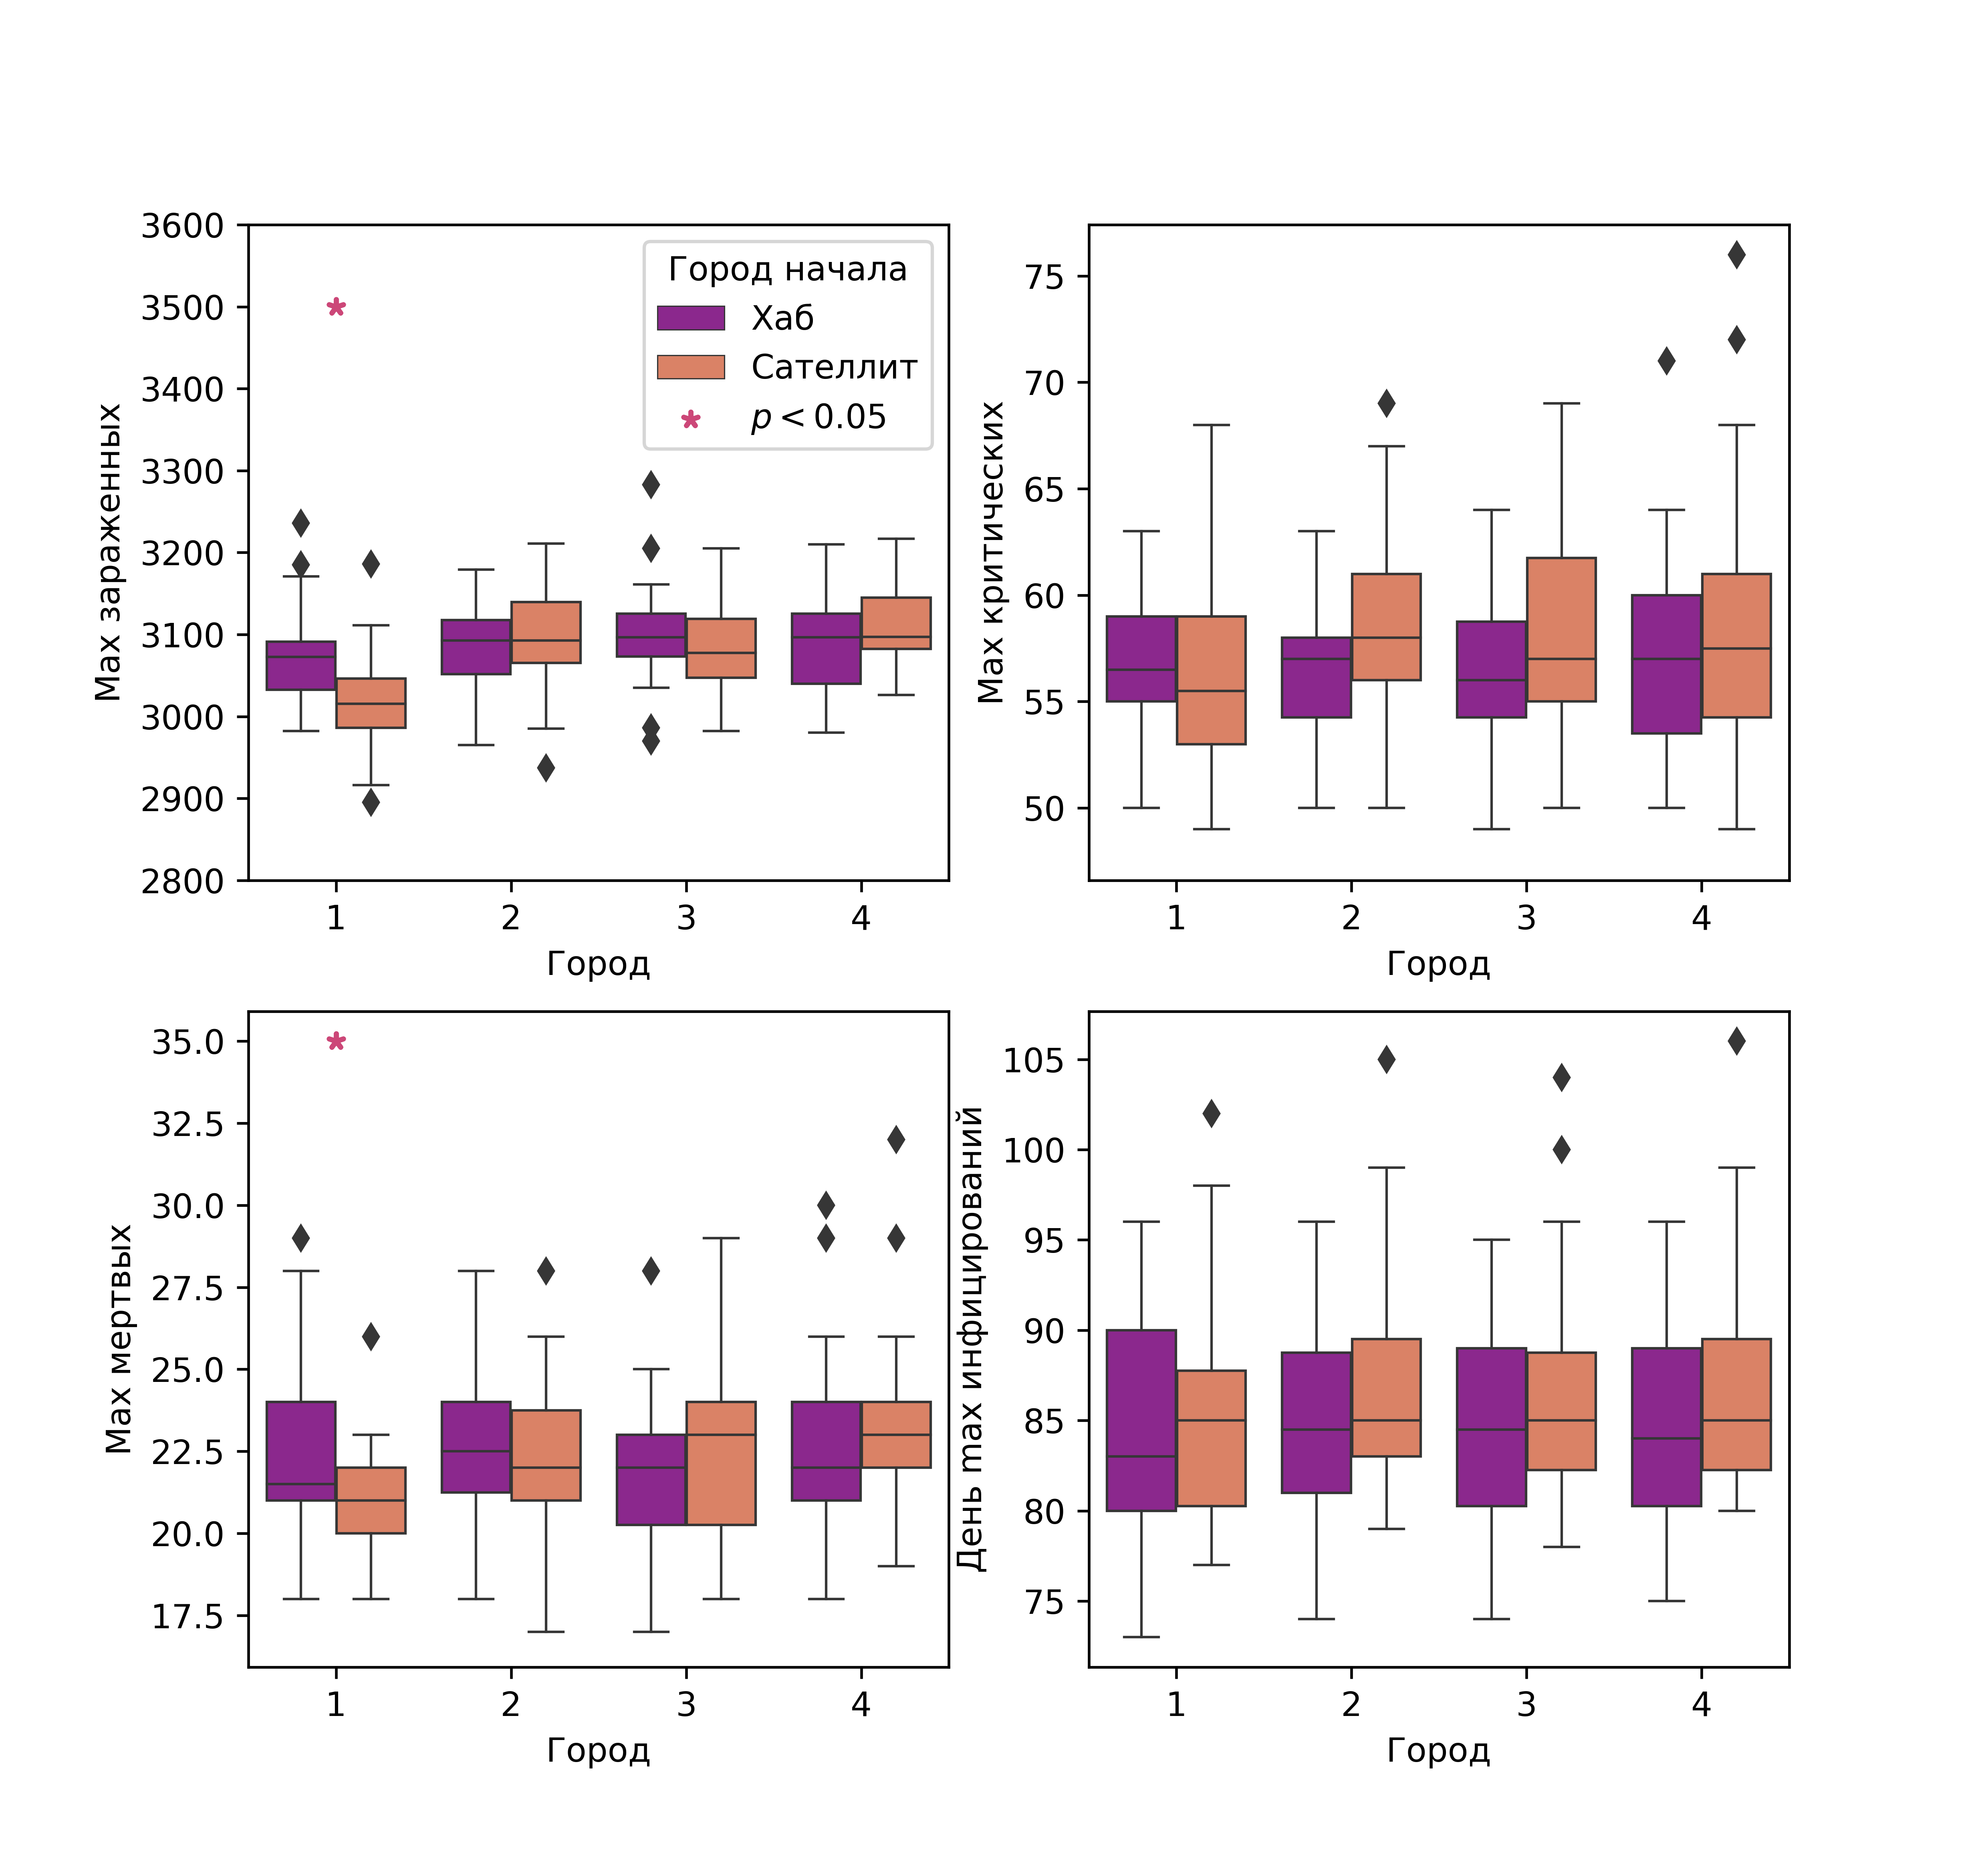 3600
3500
3400
3300
3200
3100
3000
2900
2800
Max зараженных
Город начала
Хаб
Сателлит
p < 0.05
1 2 3 4
Город
75
70
65
60
55
50
Max критических
1 2 3 4
Город
35.0
32.5
30.0
27.5
25.0
22.5
20.0
17.5
Max мертвых
1 2 3 4
Город
105
100
95
90
85
80
75
День max инфицирований
1 2 3 4
Город